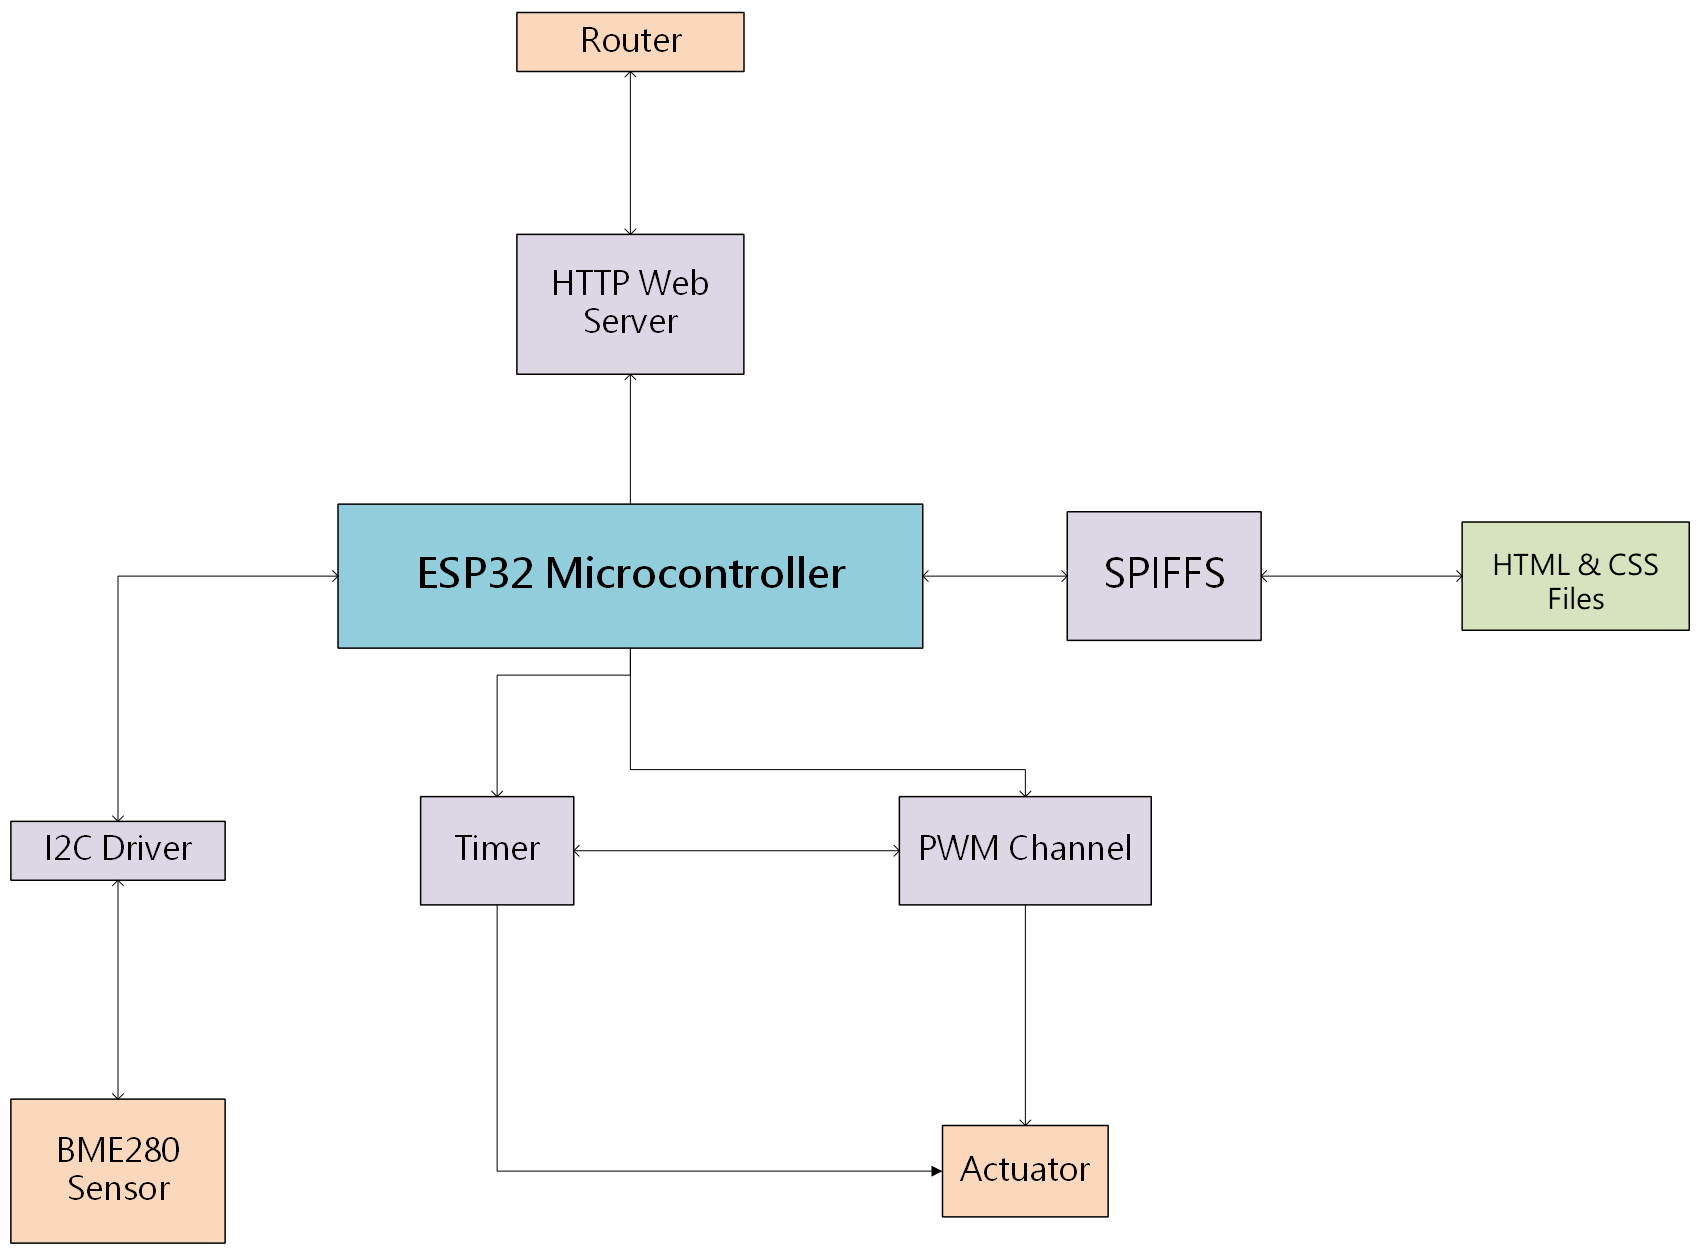 Router
HTTP Web
Server
ESP32 Microcontroller
SPIFFS
HTML & CSS
Files
I2C Driver
Timer
PWM Channel
BME280
Sensor
Actuator